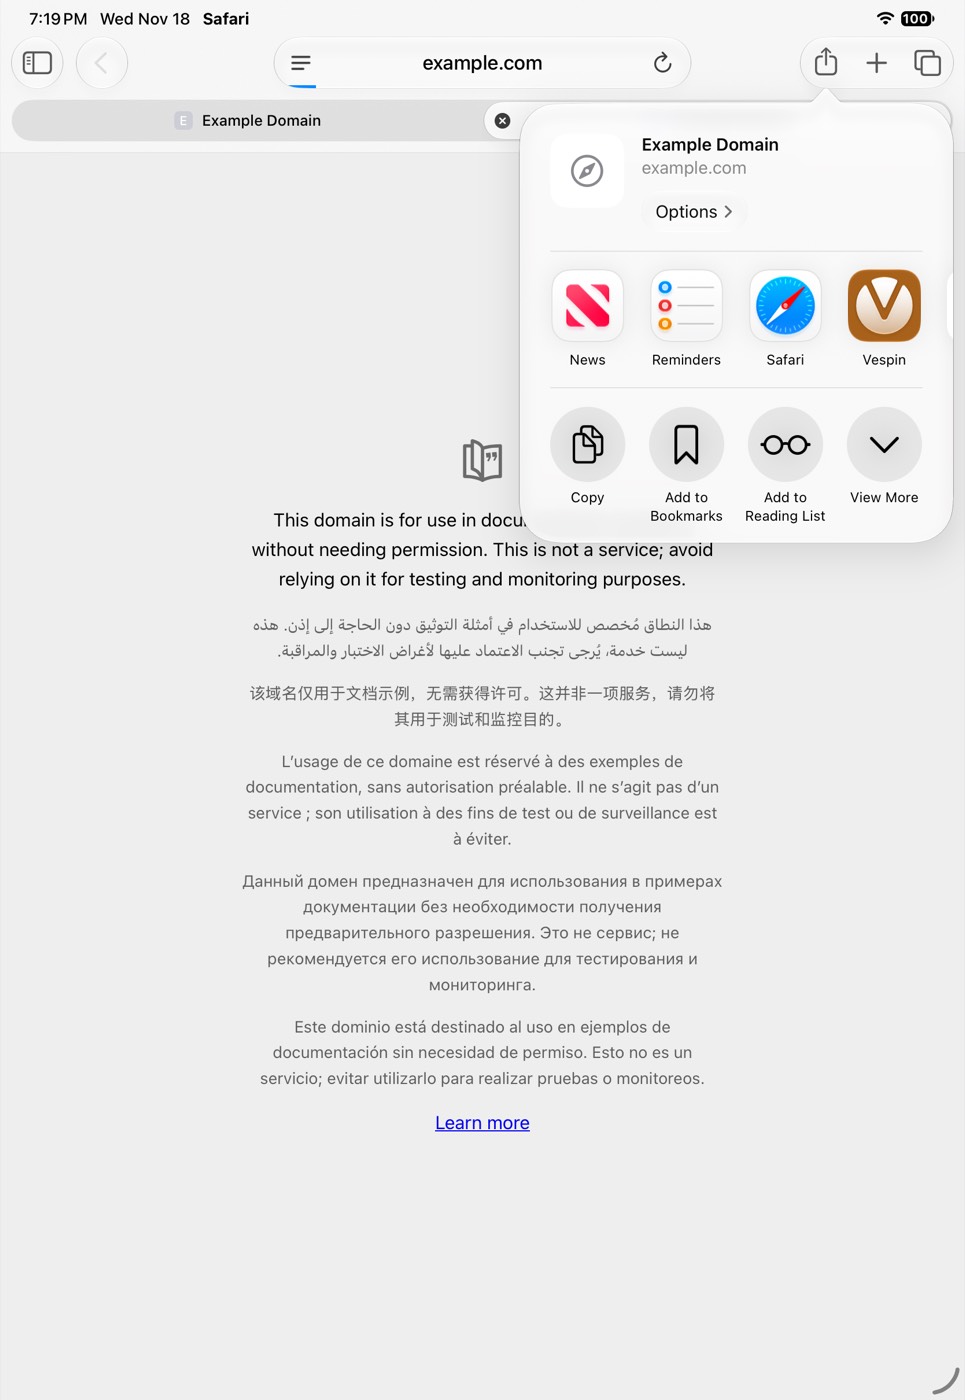 7:19 PM Wed Nov 18 Safari 100
example.com
E Example Domain
Example Domain
example.com
Options
News Reminders Safari Vespin
Copy Add to Bookmarks Add to Reading List View More
This domain is for use in docu
without needing permission. This is not a service; avoid
relying on it for testing and monitoring purposes.
هذا النطاق مُخصص للاستخدام في أمثلة التوثيق دون الحاجة إلى إذن. هذه
ليست خدمة، يُرجى تجنب الاعتماد عليها لأغراض الاختبار والمراقبة.
该域名仅用于文档示例，无需获得许可。这并非一项服务，请勿将
其用于测试和监控目的。
L’usage de ce domaine est réservé à des exemples de
documentation, sans autorisation préalable. Il ne s’agit pas d’un
service ; son utilisation à des fins de test ou de surveillance est
à éviter.
Данный домен предназначен для использования в примерах
документации без необходимости получения
предварительного разрешения. Это не сервис; не
рекомендуется его использование для тестирования и
мониторинга.
Este dominio está destinado al uso en ejemplos de
documentación sin necesidad de permiso. Esto no es un
servicio; evitar utilizarlo para realizar pruebas o monitoreos.
Learn more